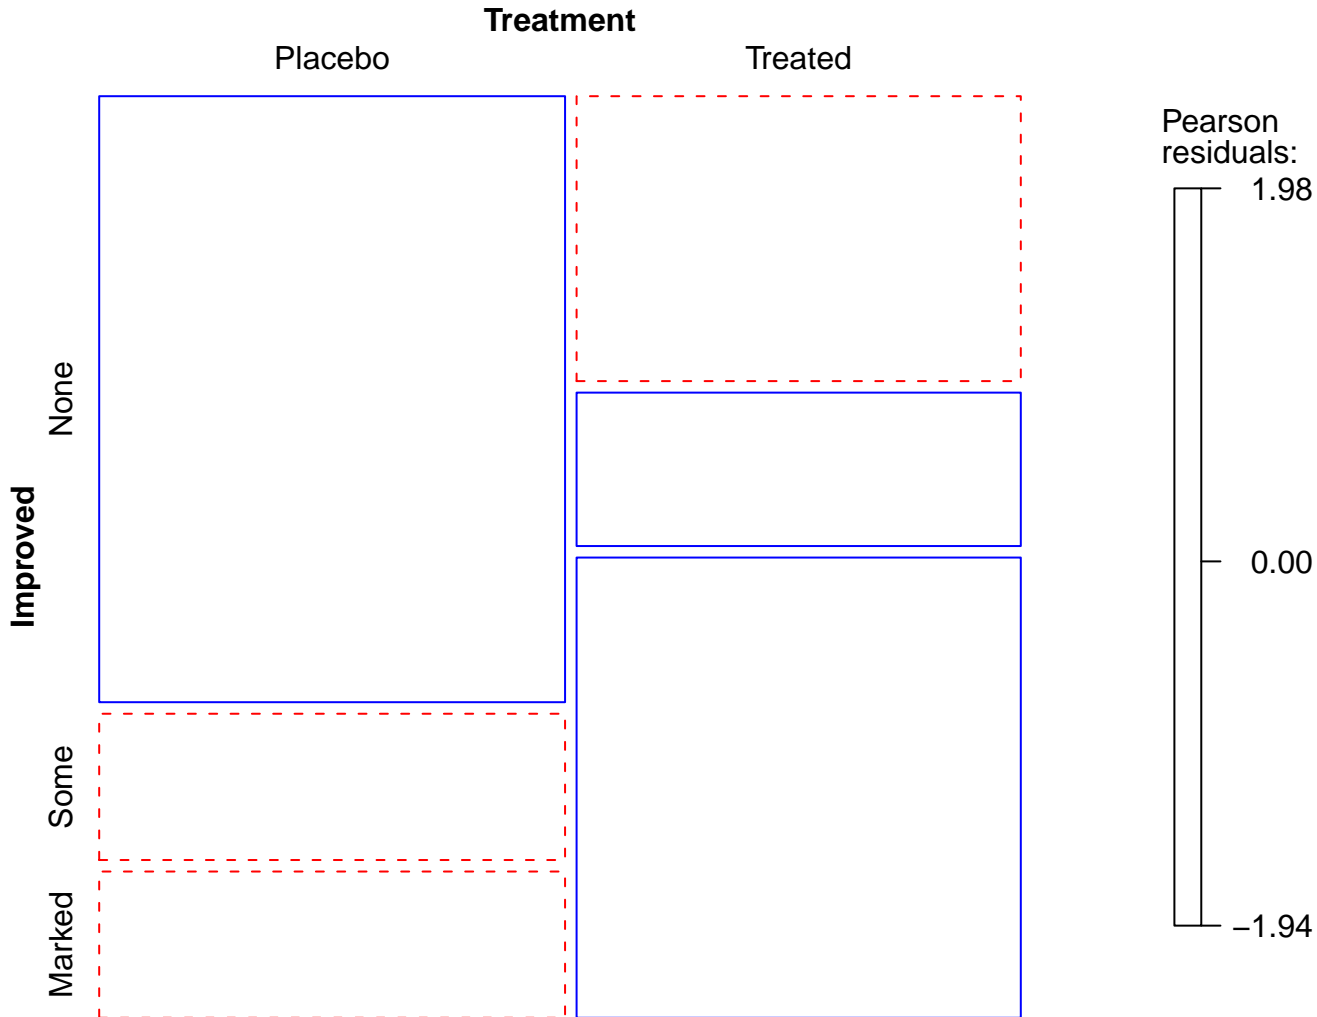 Treatment
Placebo Treated
Improved
None
Some
Marked
Pearson
residuals:
1.98
0.00
−1.94